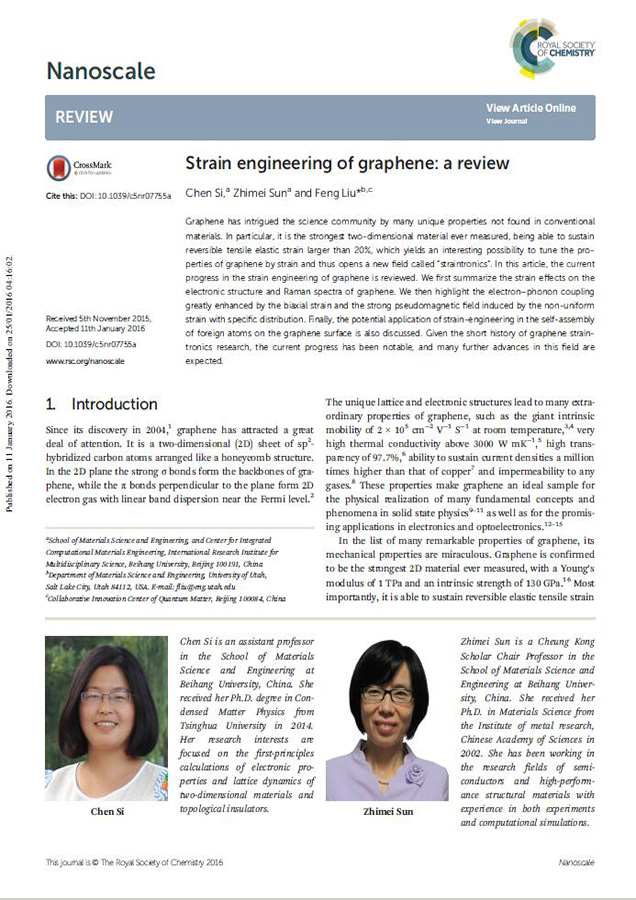 ROYAL SOCIETY
OF CHEMISTRY
Nanoscale
REVIEW
View Article Online
View Journal
CrossMark
click for updates
Cite this: DOI: 10.1039/c5nr07755a
Received 5th November 2015,
Accepted 11th January 2016
DOI: 10.1039/c5nr07755a
www.rsc.org/nanoscale
Strain engineering of graphene: a review
Chen Si,a Zhimei Suna and Feng Liu*b,c
Graphene has intrigued the science community by many unique properties not found in conventional
materials. In particular, it is the strongest two-dimensional material ever measured, being able to sustain
reversible tensile elastic strain larger than 20%, which yields an interesting possibility to tune the pro-
perties of graphene by strain and thus opens a new field called "straintronics". In this article, the current
progress in the strain engineering of graphene is reviewed. We first summarize the strain effects on the
electronic structure and Raman spectra of graphene. We then highlight the electron–phonon coupling
greatly enhanced by the biaxial strain and the strong pseudomagnetic field induced by the non-uniform
strain with specific distribution. Finally, the potential application of strain-engineering in the self-assembly
of foreign atoms on the graphene surface is also discussed. Given the short history of graphene strain-
tronics research, the current progress has been notable, and many further advances in this field are
expected.
Published on 11 January 2016. Downloaded on 25/01/2016 04:16:02.
1. Introduction
Since its discovery in 2004,1 graphene has attracted a great
deal of attention. It is a two-dimensional (2D) sheet of sp2-
hybridized carbon atoms arranged like a honeycomb structure.
In the 2D plane the strong σ bonds form the backbones of gra-
phene, while the π bonds perpendicular to the plane form 2D
electron gas with linear band dispersion near the Fermi level.2
aSchool of Materials Science and Engineering, and Center for Integrated
Computational Materials Engineering, International Research Institute for
Multidisciplinary Science, Beihang University, Beijing 100191, China
bDepartment of Materials Science and Engineering, University of Utah,
Salt Lake City, Utah 84112, USA. E-mail: fliu@eng.utah.edu
cCollaborative Innovation Center of Quantum Matter, Beijing 100084, China
The unique lattice and electronic structures lead to many extra-
ordinary properties of graphene, such as the giant intrinsic
mobility of 2 × 10⁵ cm⁻² V⁻¹ S⁻¹ at room temperature,3,4 very
high thermal conductivity above 3000 W mK⁻¹,5 high trans-
parency of 97.7%,6 ability to sustain current densities a million
times higher than that of copper7 and impermeability to any
gases.8 These properties make graphene an ideal sample for
the physical realization of many fundamental concepts and
phenomena in solid state physics9–11 as well as for the promis-
ing applications in electronics and optoelectronics.12–15
In the list of many remarkable properties of graphene, its
mechanical properties are miraculous. Graphene is confirmed
to be the strongest 2D material ever measured, with a Young's
modulus of 1 TPa and an intrinsic strength of 130 GPa.16 Most
importantly, it is able to sustain reversible elastic tensile strain
Chen Si
Chen Si is an assistant professor
in the School of Materials
Science and Engineering at
Beihang University, China. She
received her Ph.D. degree in Con-
densed Matter Physics from
Tsinghua University in 2014.
Her research interests are
focused on the first-principles
calculations of electronic pro-
perties and lattice dynamics of
two-dimensional materials and
topological insulators.
Zhimei Sun
Zhimei Sun is a Cheung Kong
Scholar Chair Professor in the
School of Materials Science and
Engineering at Beihang Univer-
sity, China. She received her
Ph.D. in Materials Science from
the Institute of metal research,
Chinese Academy of Sciences in
2002. She has been working in
the research fields of semi-
conductors and high-perform-
ance structural materials with
experience in both experiments
and computational simulations.
This journal is © The Royal Society of Chemistry 2016
Nanoscale